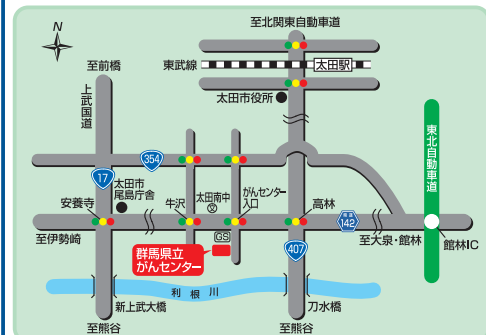 至北関東自動車道
N
至前橋
東武線
太田駅
太田市役所
上武国道
東北自動車道
354
17
太田市
尾島庁舎
安養寺
牛沢
太田南中
文
がんセンター
入口
高林
県道
142
至伊勢崎
GS
至大泉・館林
館林IC
群馬県立
がんセンター
407
利根川
新上武大橋
刀水橋
至熊谷
至熊谷